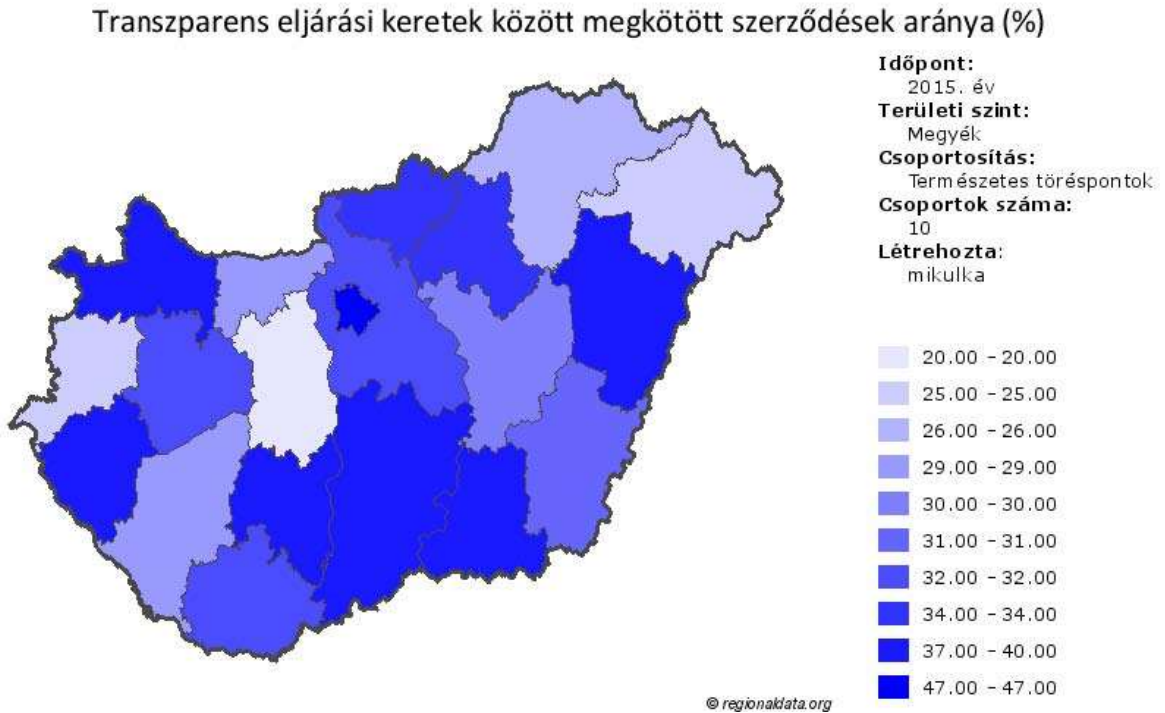 Transzparens eljárási keretek között megkötött szerződések aránya (%)
Időpont:
2015. év
Területi szint:
Megyék
Csoportosítás:
Természetes töréspontok
Csoportok száma:
10
Létrehozta:
mikulka
20.00 - 20.00
25.00 - 25.00
26.00 - 26.00
29.00 - 29.00
30.00 - 30.00
31.00 - 31.00
32.00 - 32.00
34.00 - 34.00
37.00 - 40.00
47.00 - 47.00
© regionaldata.org